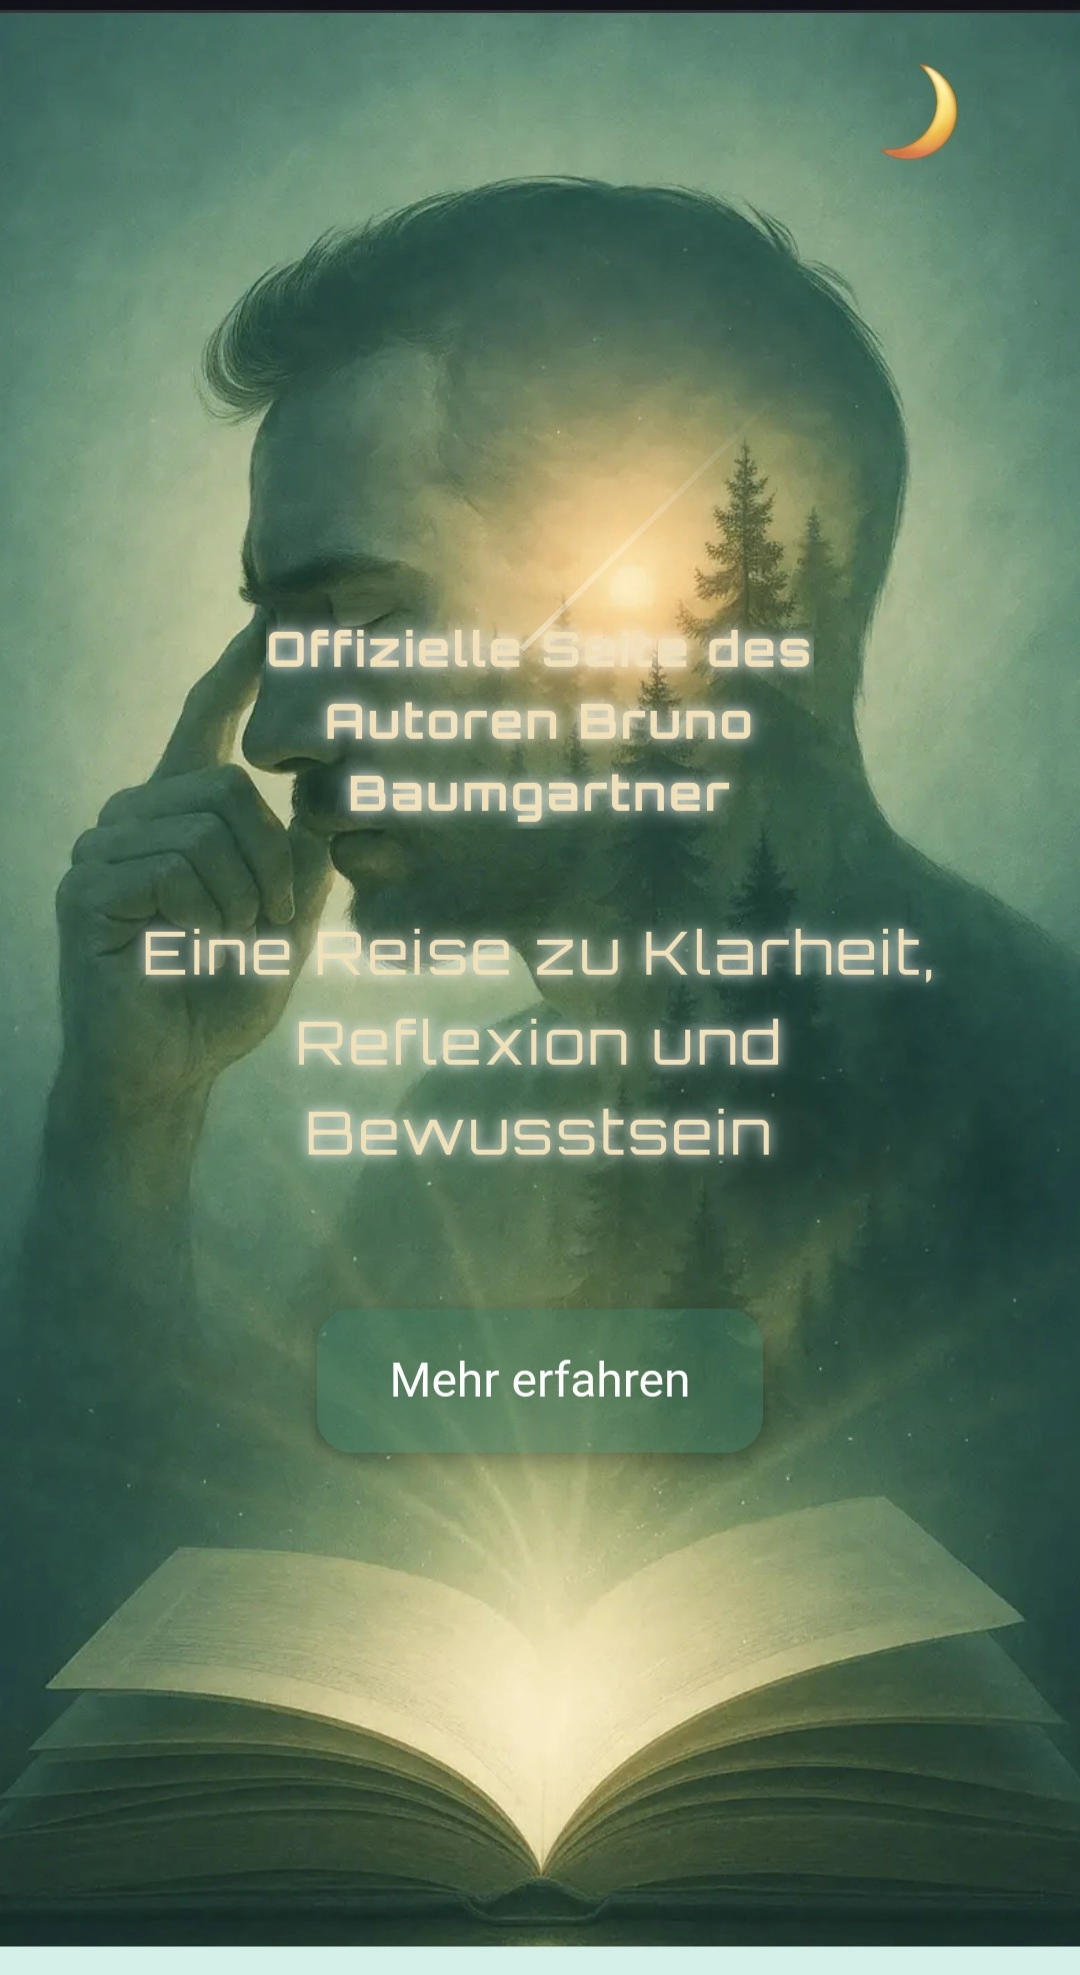 Offizielle Seite des
Autoren Bruno
Baumgartner
Eine Reise zu Klarheit,
Reflexion und
Bewusstsein
Mehr erfahren